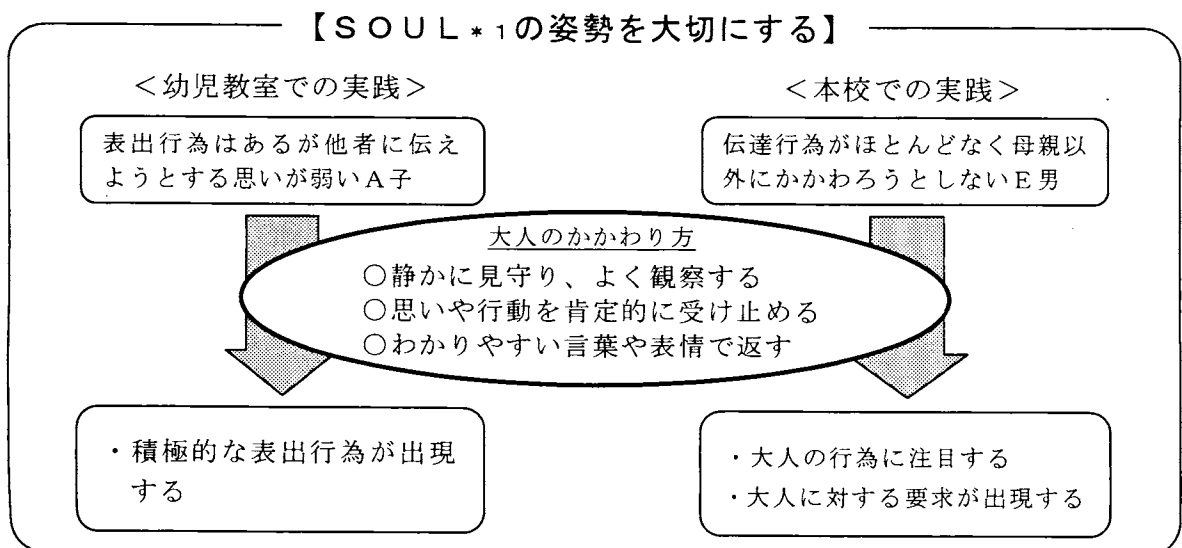 【SOUL*1の姿勢を大切にする】
＜幼児教室での実践＞
表出行為はあるが他者に伝え
ようとする思いが弱いA子
＜本校での実践＞
伝達行為がほとんどなく母親以
外にかかわろうとしないE男
大人のかかわり方
○静かに見守り、よく観察する
○思いや行動を肯定的に受け止める
○わかりやすい言葉や表情で返す
・積極的な表出行為が出現
する
・大人の行為に注目する
・大人に対する要求が出現する